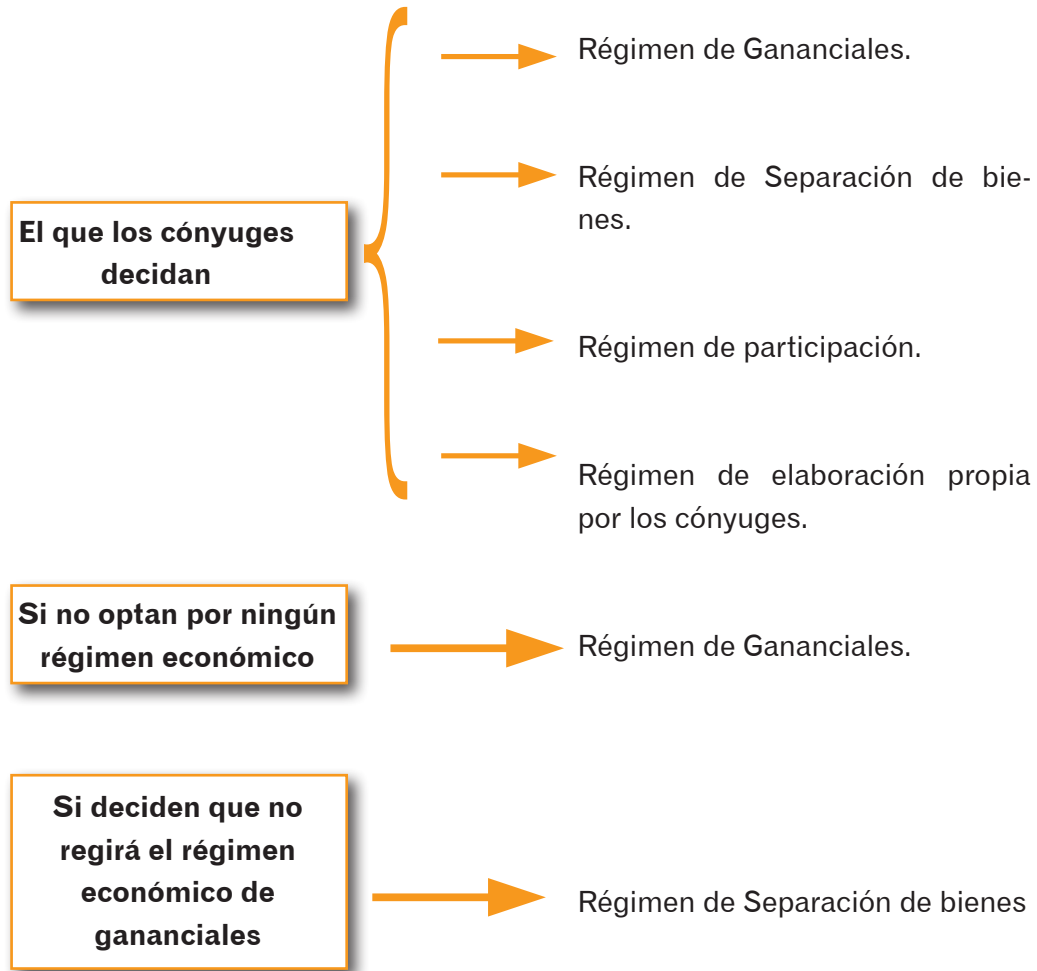 El que los cónyuges
decidan
Régimen de Gananciales.
Régimen de Separación de bie-
nes.
Régimen de participación.
Régimen de elaboración propia
por los cónyuges.
Si no optan por ningún
régimen económico
Régimen de Gananciales.
Si deciden que no
regirá el régimen
económico de
gananciales
Régimen de Separación de bienes